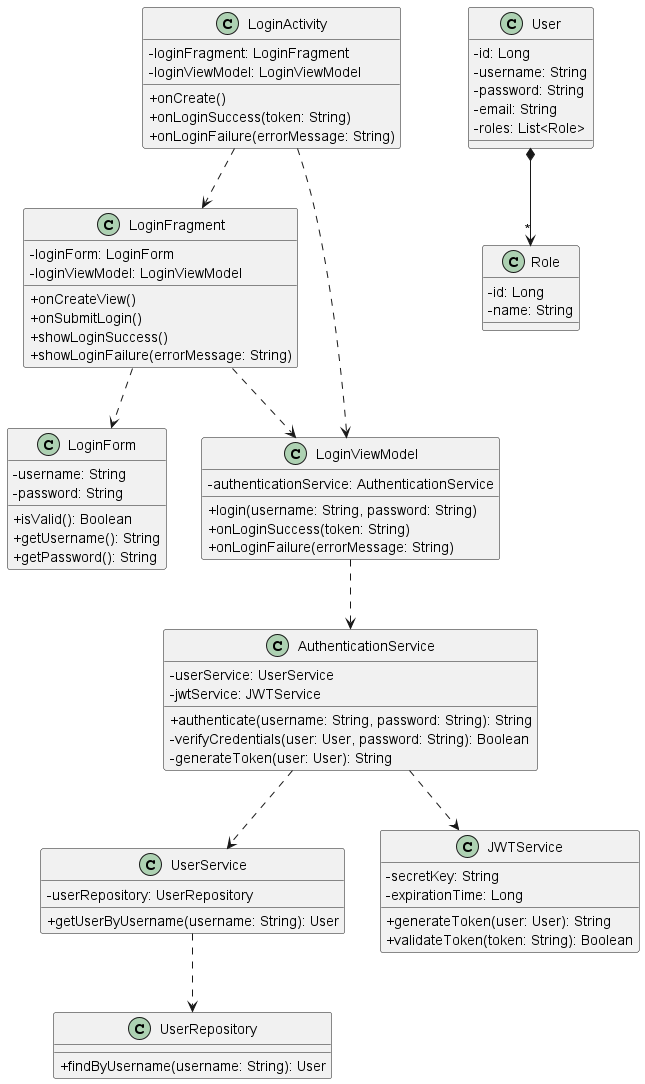 C LoginActivity
-loginFragment: LoginFragment
-loginViewModel: LoginViewModel
+onCreate()
+onLoginSuccess(token: String)
+onLoginFailure(errorMessage: String)
C User
-id: Long
-username: String
-password: String
-email: String
-roles: List<Role>
*
C LoginFragment
-loginForm: LoginForm
-loginViewModel: LoginViewModel
+onCreateView()
+onSubmitLogin()
+showLoginSuccess()
+showLoginFailure(errorMessage: String)
C Role
-id: Long
-name: String
C LoginForm
-username: String
-password: String
+isValid(): Boolean
+getUsername(): String
+getPassword(): String
C LoginViewModel
-authenticationService: AuthenticationService
+login(username: String, password: String)
+onLoginSuccess(token: String)
+onLoginFailure(errorMessage: String)
C AuthenticationService
-userService: UserService
-jwtService: JWTService
+authenticate(username: String, password: String): String
-verifyCredentials(user: User, password: String): Boolean
-generateToken(user: User): String
C UserService
-userRepository: UserRepository
+getUserByUsername(username: String): User
C JWTService
-secretKey: String
-expirationTime: Long
+generateToken(user: User): String
+validateToken(token: String): Boolean
C UserRepository
+findByUsername(username: String): User